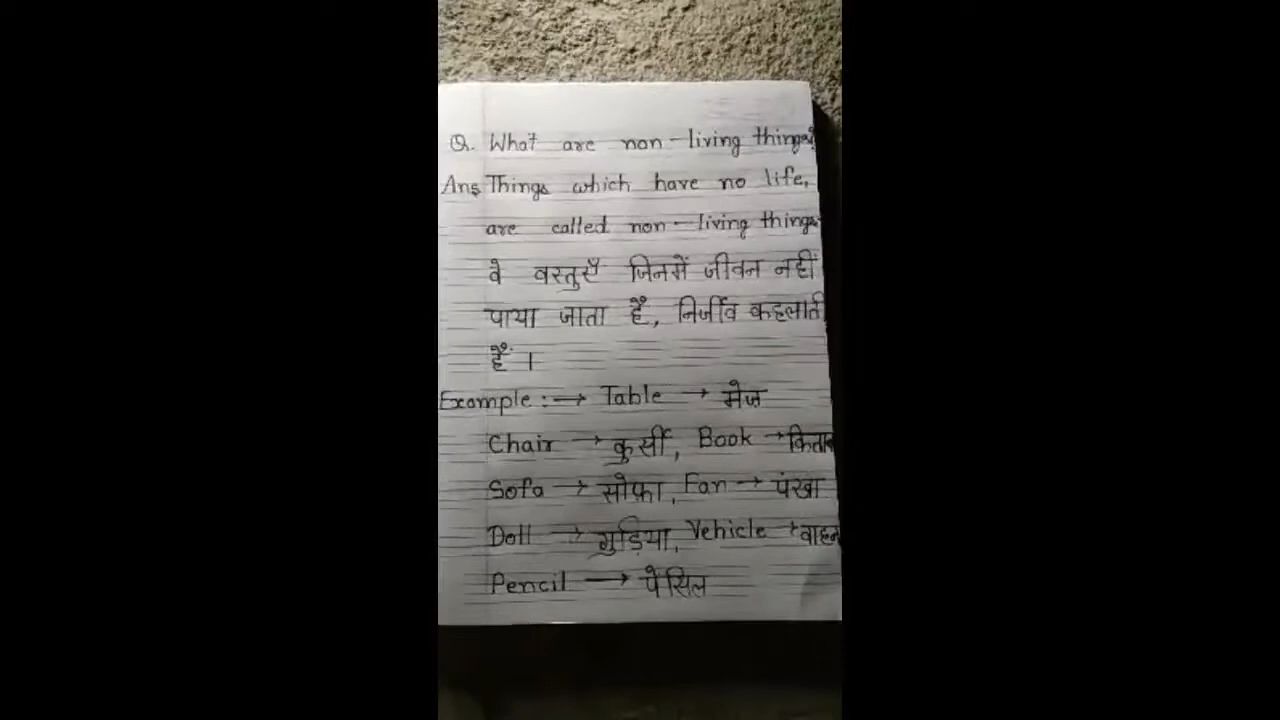 Q. What are non-living things?
Ans Things which have no life,
are called non-living things.
वे वस्तुएँ जिनमें जीवन नहीं
पाया जाता है, निर्जीव कहलाती
हैं ।
Example :→ Table → मेज़
Chair → कुर्सी, Book → किताब
Sofa → सोफ़ा, Fan → पंखा
Doll → गुड़िया, Vehicle → वाहन
Pencil → पेंसिल